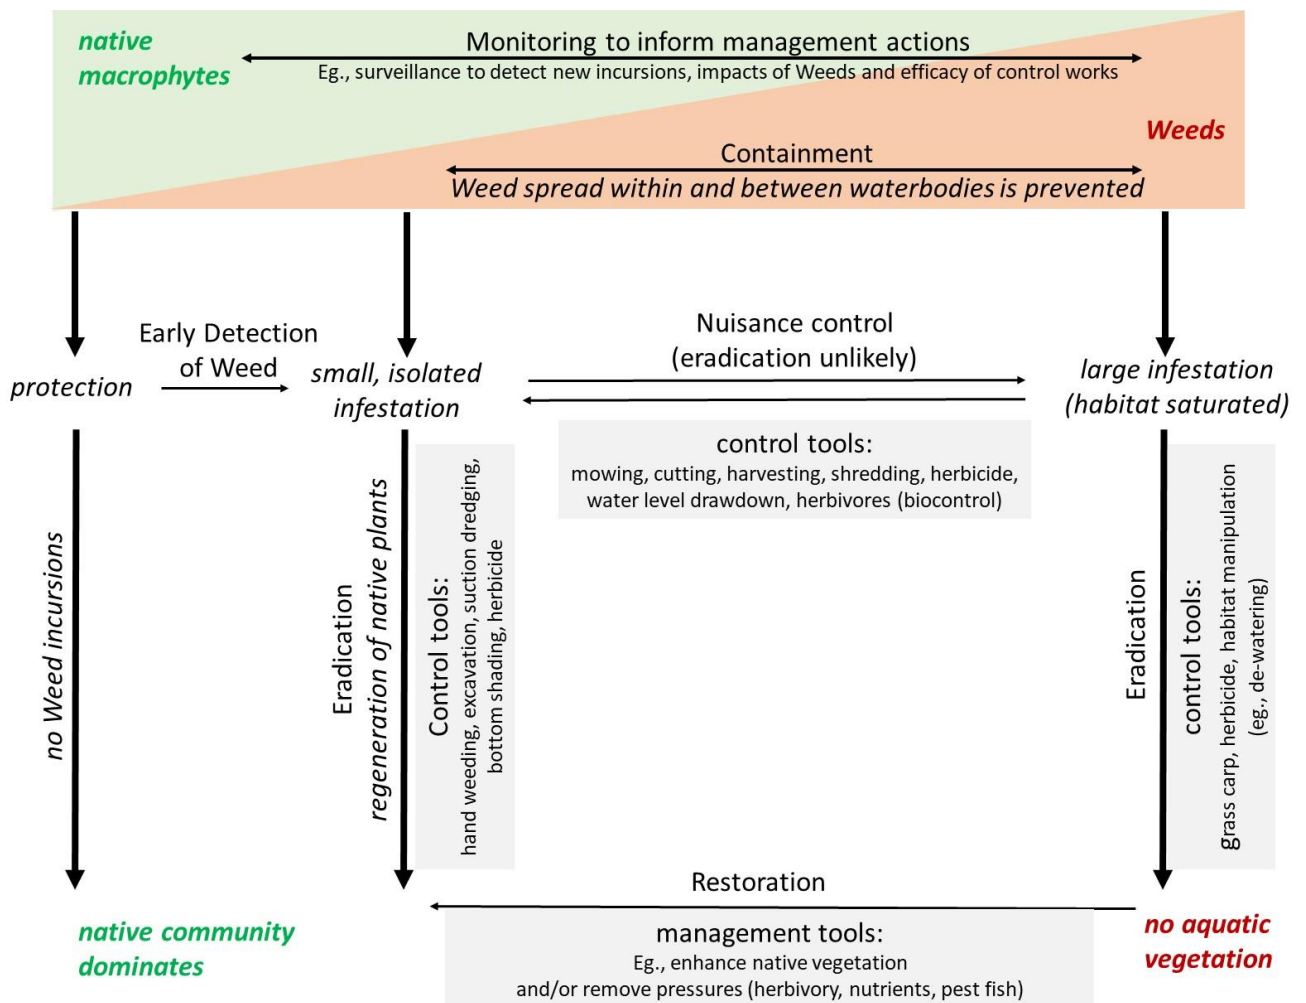 native
macrophytes
Monitoring to inform management actions
Eg., surveillance to detect new incursions, impacts of Weeds and efficacy of control works
Weeds
Containment
Weed spread within and between waterbodies is prevented
protection
Early Detection
of Weed
small, isolated
infestation
Nuisance control
(eradication unlikely)
large infestation
(habitat saturated)
control tools:
mowing, cutting, harvesting, shredding, herbicide,
water level drawdown, herbivores (biocontrol)
no Weed incursions
Eradication
regeneration of native plants
Control tools:
hand weeding, excavation, suction dredging,
bottom shading, herbicide
Eradication
control tools:
grass carp, herbicide, habitat manipulation
(eg., de-watering)
native community
dominates
Restoration
management tools:
Eg., enhance native vegetation
and/or remove pressures (herbivory, nutrients, pest fish)
no aquatic
vegetation